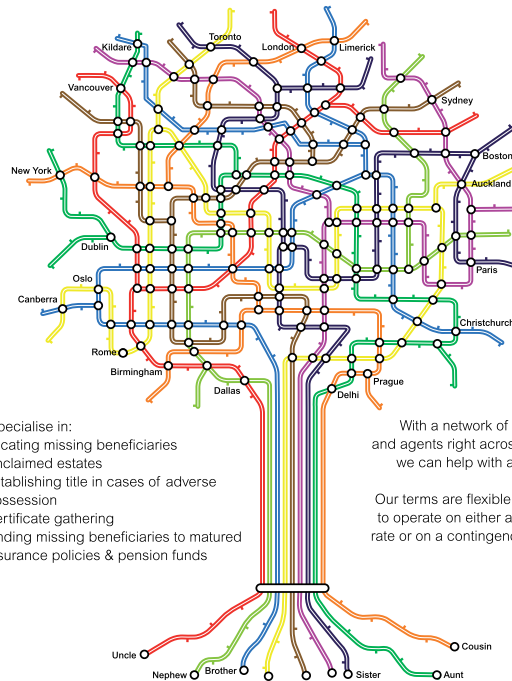 Toronto
Kildare
London
Limerick
Vancouver
Sydney
Boston
New York
Auckland
Dublin
Paris
Oslo
Canberra
Christchurch
Rome
Birmingham
Prague
Dallas
Delhi
pecialise in:
cating missing beneficiaries
nclaimed estates
tablishing title in cases of adverse
ossession
ertificate gathering
nding missing beneficiaries to matured
surance policies & pension funds
With a network of
and agents right acros
we can help with a
Our terms are flexible
to operate on either a
rate or on a contingenc
Uncle
Cousin
Nephew
Brother
Sister
Aunt